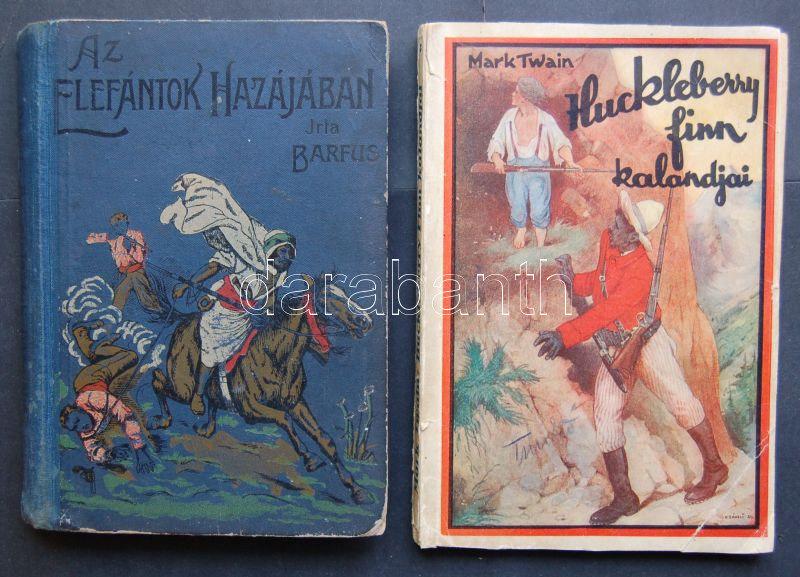 Az
ELEFÁNTOK HAZÁJÁBAN
Irta
BARFUS
Mark Twain
Huckleberry
finn
kalandjai
darabanth